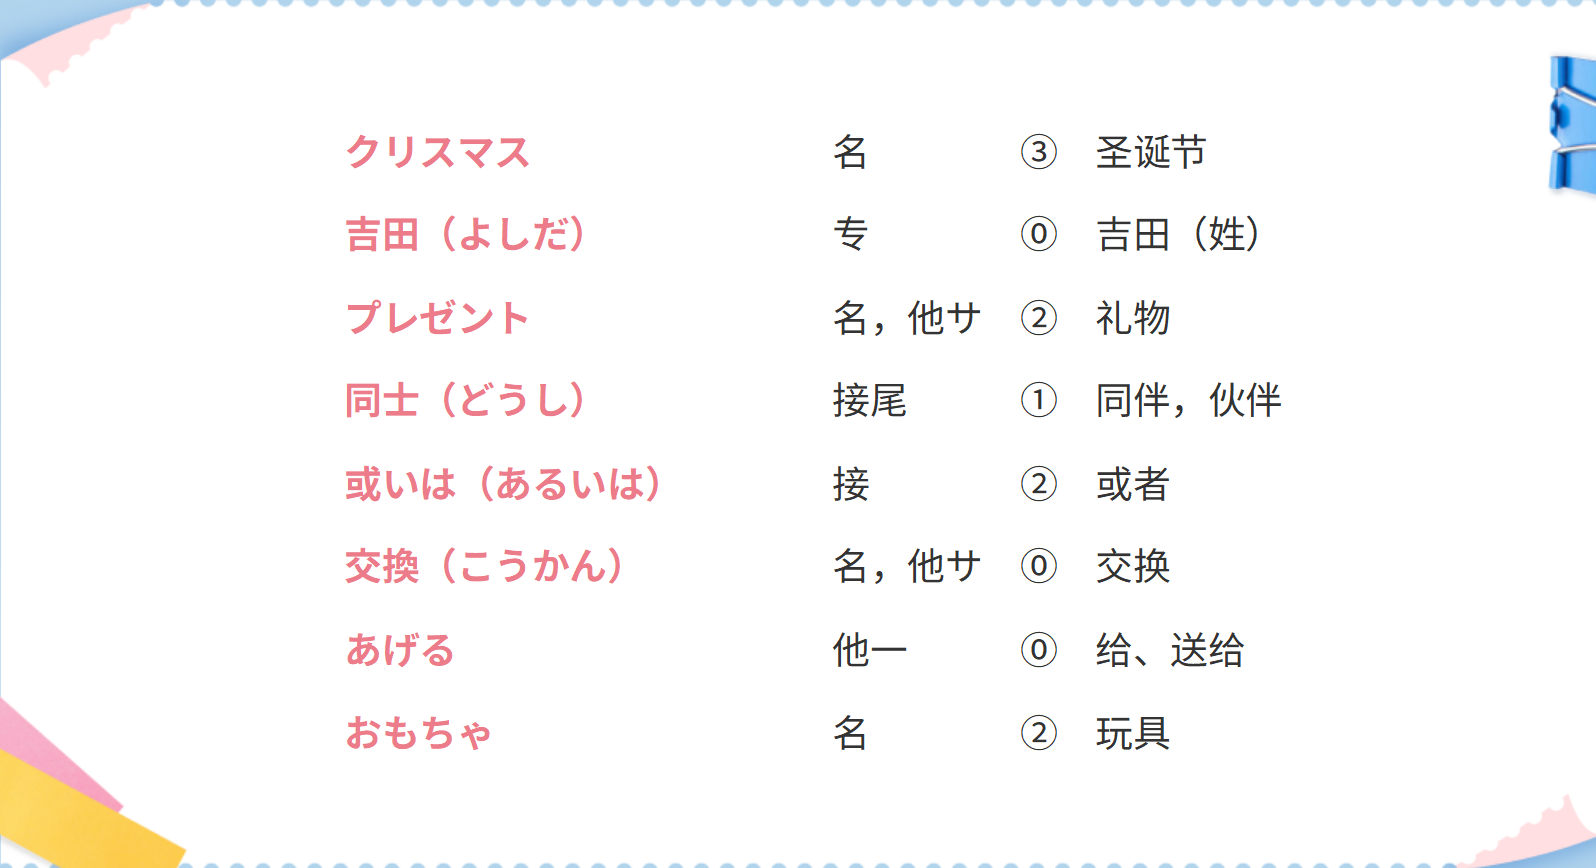 クリスマス 名 ③ 圣诞节
吉田（よしだ） 专 ⓪ 吉田（姓）
プレゼント 名，他サ ② 礼物
同士（どうし） 接尾 ① 同伴，伙伴
或いは（あるいは） 接 ② 或者
交換（こうかん） 名，他サ ⓪ 交换
あげる 他一 ⓪ 给、送给
おもちゃ 名 ② 玩具